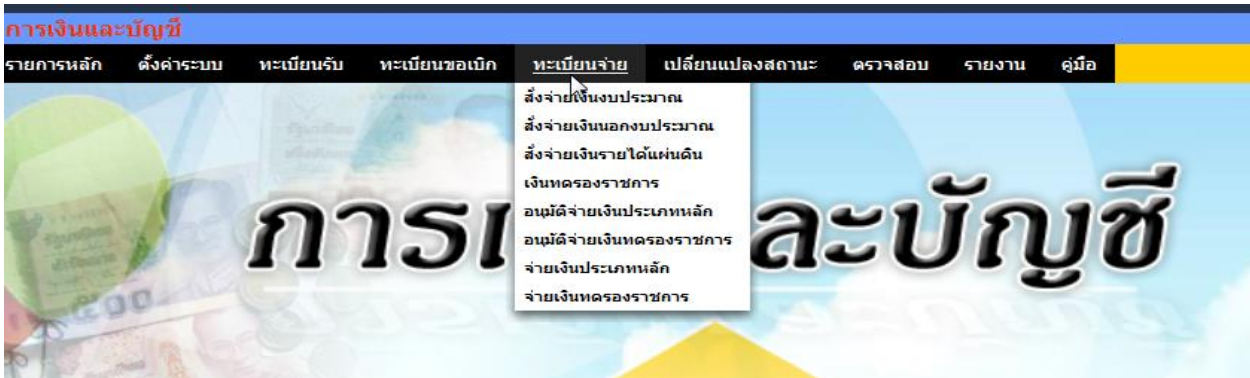 การเงินและบัญชี
รายการหลัก ตั้งค่าระบบ ทะเบียนรับ ทะเบียนขอเบิก ทะเบียนจ่าย เปลี่ยนแปลงสถานะ ตรวจสอบ รายงาน คู่มือ
สั่งจ่ายเงินงบประมาณ
สั่งจ่ายเงินนอกงบประมาณ
สั่งจ่ายเงินรายได้แผ่นดิน
เงินทดรองราชการ
อนุมัติจ่ายเงินประเภทหลัก
อนุมัติจ่ายเงินทดรองราชการ
จ่ายเงินประเภทหลัก
จ่ายเงินทดรองราชการ
การเ ละบัญชี